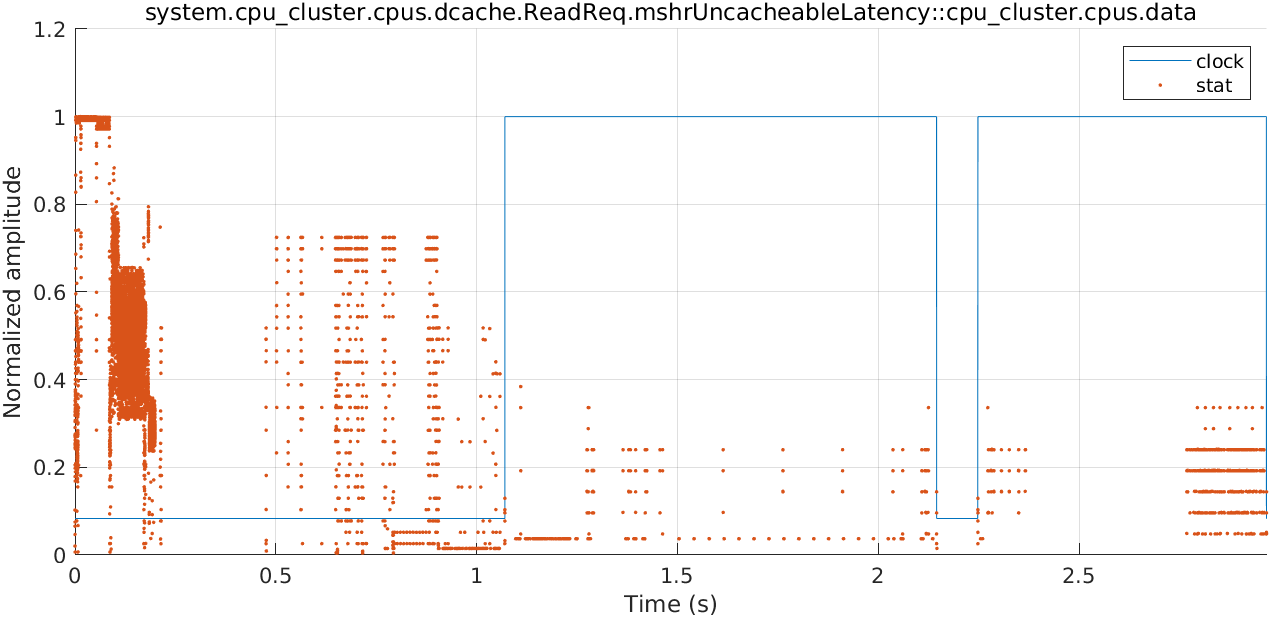 system.cpu_cluster.cpus.dcache.ReadReq.mshrUncacheableLatency::cpu_cluster.cpus.data
1.2
1
0.8
0.6
0.4
0.2
0
Normalized amplitude
clock
stat
0 0.5 1 1.5 2 2.5
Time (s)